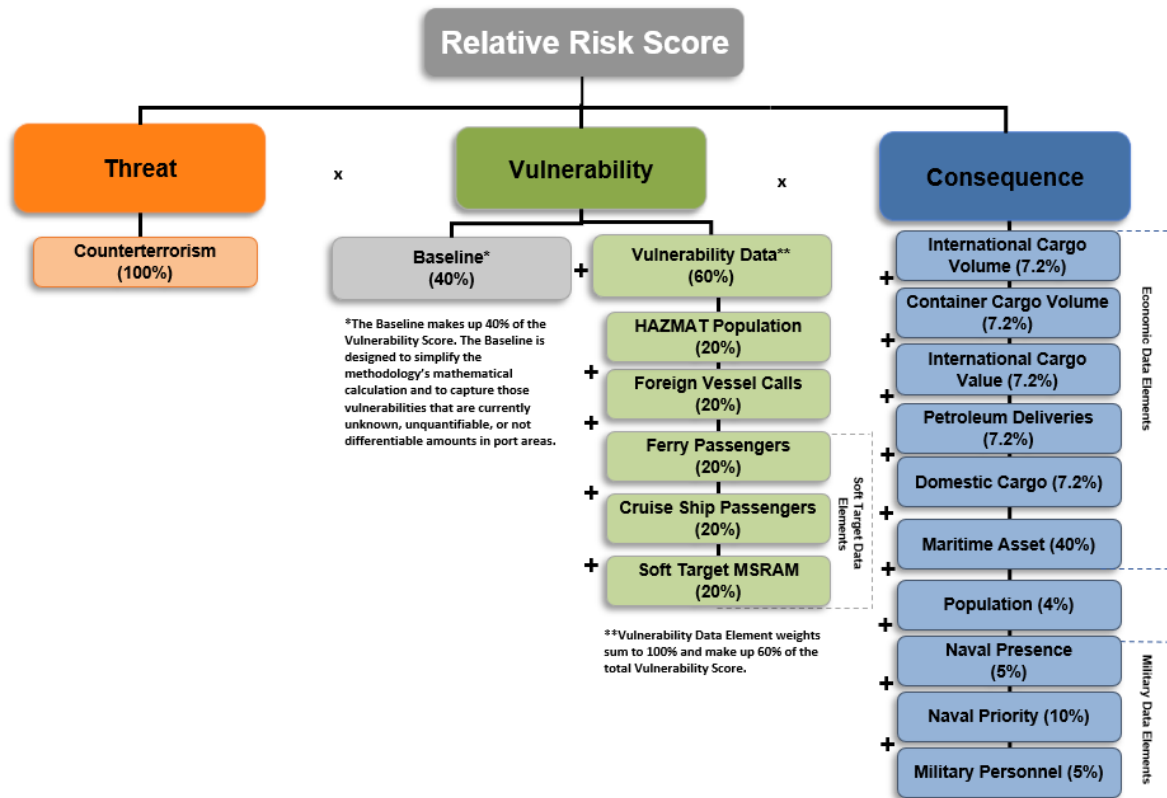 Relative Risk Score
Threat
x
Vulnerability
x
Consequence
Counterterrorism
(100%)
Baseline*
(40%)
+
Vulnerability Data**
(60%)
*The Baseline makes up 40% of the
Vulnerability Score. The Baseline is
designed to simplify the
methodology's mathematical
calculation and to capture those
vulnerabilities that are currently
unknown, unquantifiable, or not
differentiable amounts in port areas.
HAZMAT Population
(20%)
+
Foreign Vessel Calls
(20%)
+
Ferry Passengers
(20%)
+
Cruise Ship Passengers
(20%)
+
Soft Target MSRAM
(20%)
Soft Target Data
Elements
**Vulnerability Data Element weights
sum to 100% and make up 60% of the
total Vulnerability Score.
International Cargo
Volume (7.2%)
+
Container Cargo Volume
(7.2%)
+
International Cargo
Value (7.2%)
+
Petroleum Deliveries
(7.2%)
+
Domestic Cargo (7.2%)
+
Maritime Asset (40%)
+
Population (4%)
+
Naval Presence
(5%)
+
Naval Priority (10%)
+
Military Personnel (5%)
Economic Data Elements
Military Data Elements